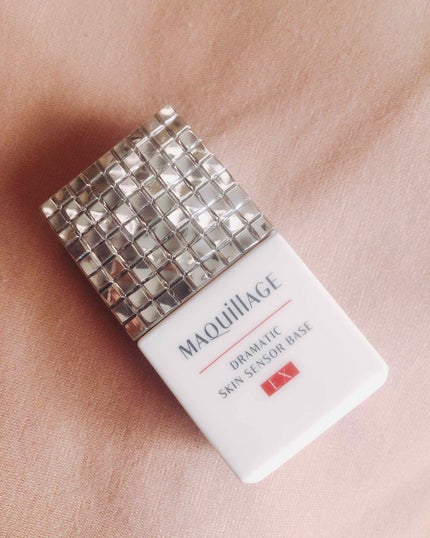 MAQuillAGE
DRAMATIC
SKIN SENSOR BASE
EX